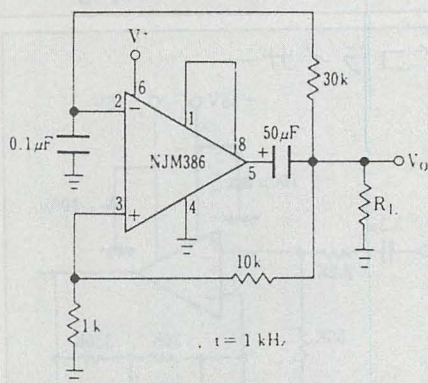 V+
6
30k
2
−
1
0.1μF
8
50μF
+
NJM386
5
VO
3
+
4
RL
10k
1k
t = 1 kHz